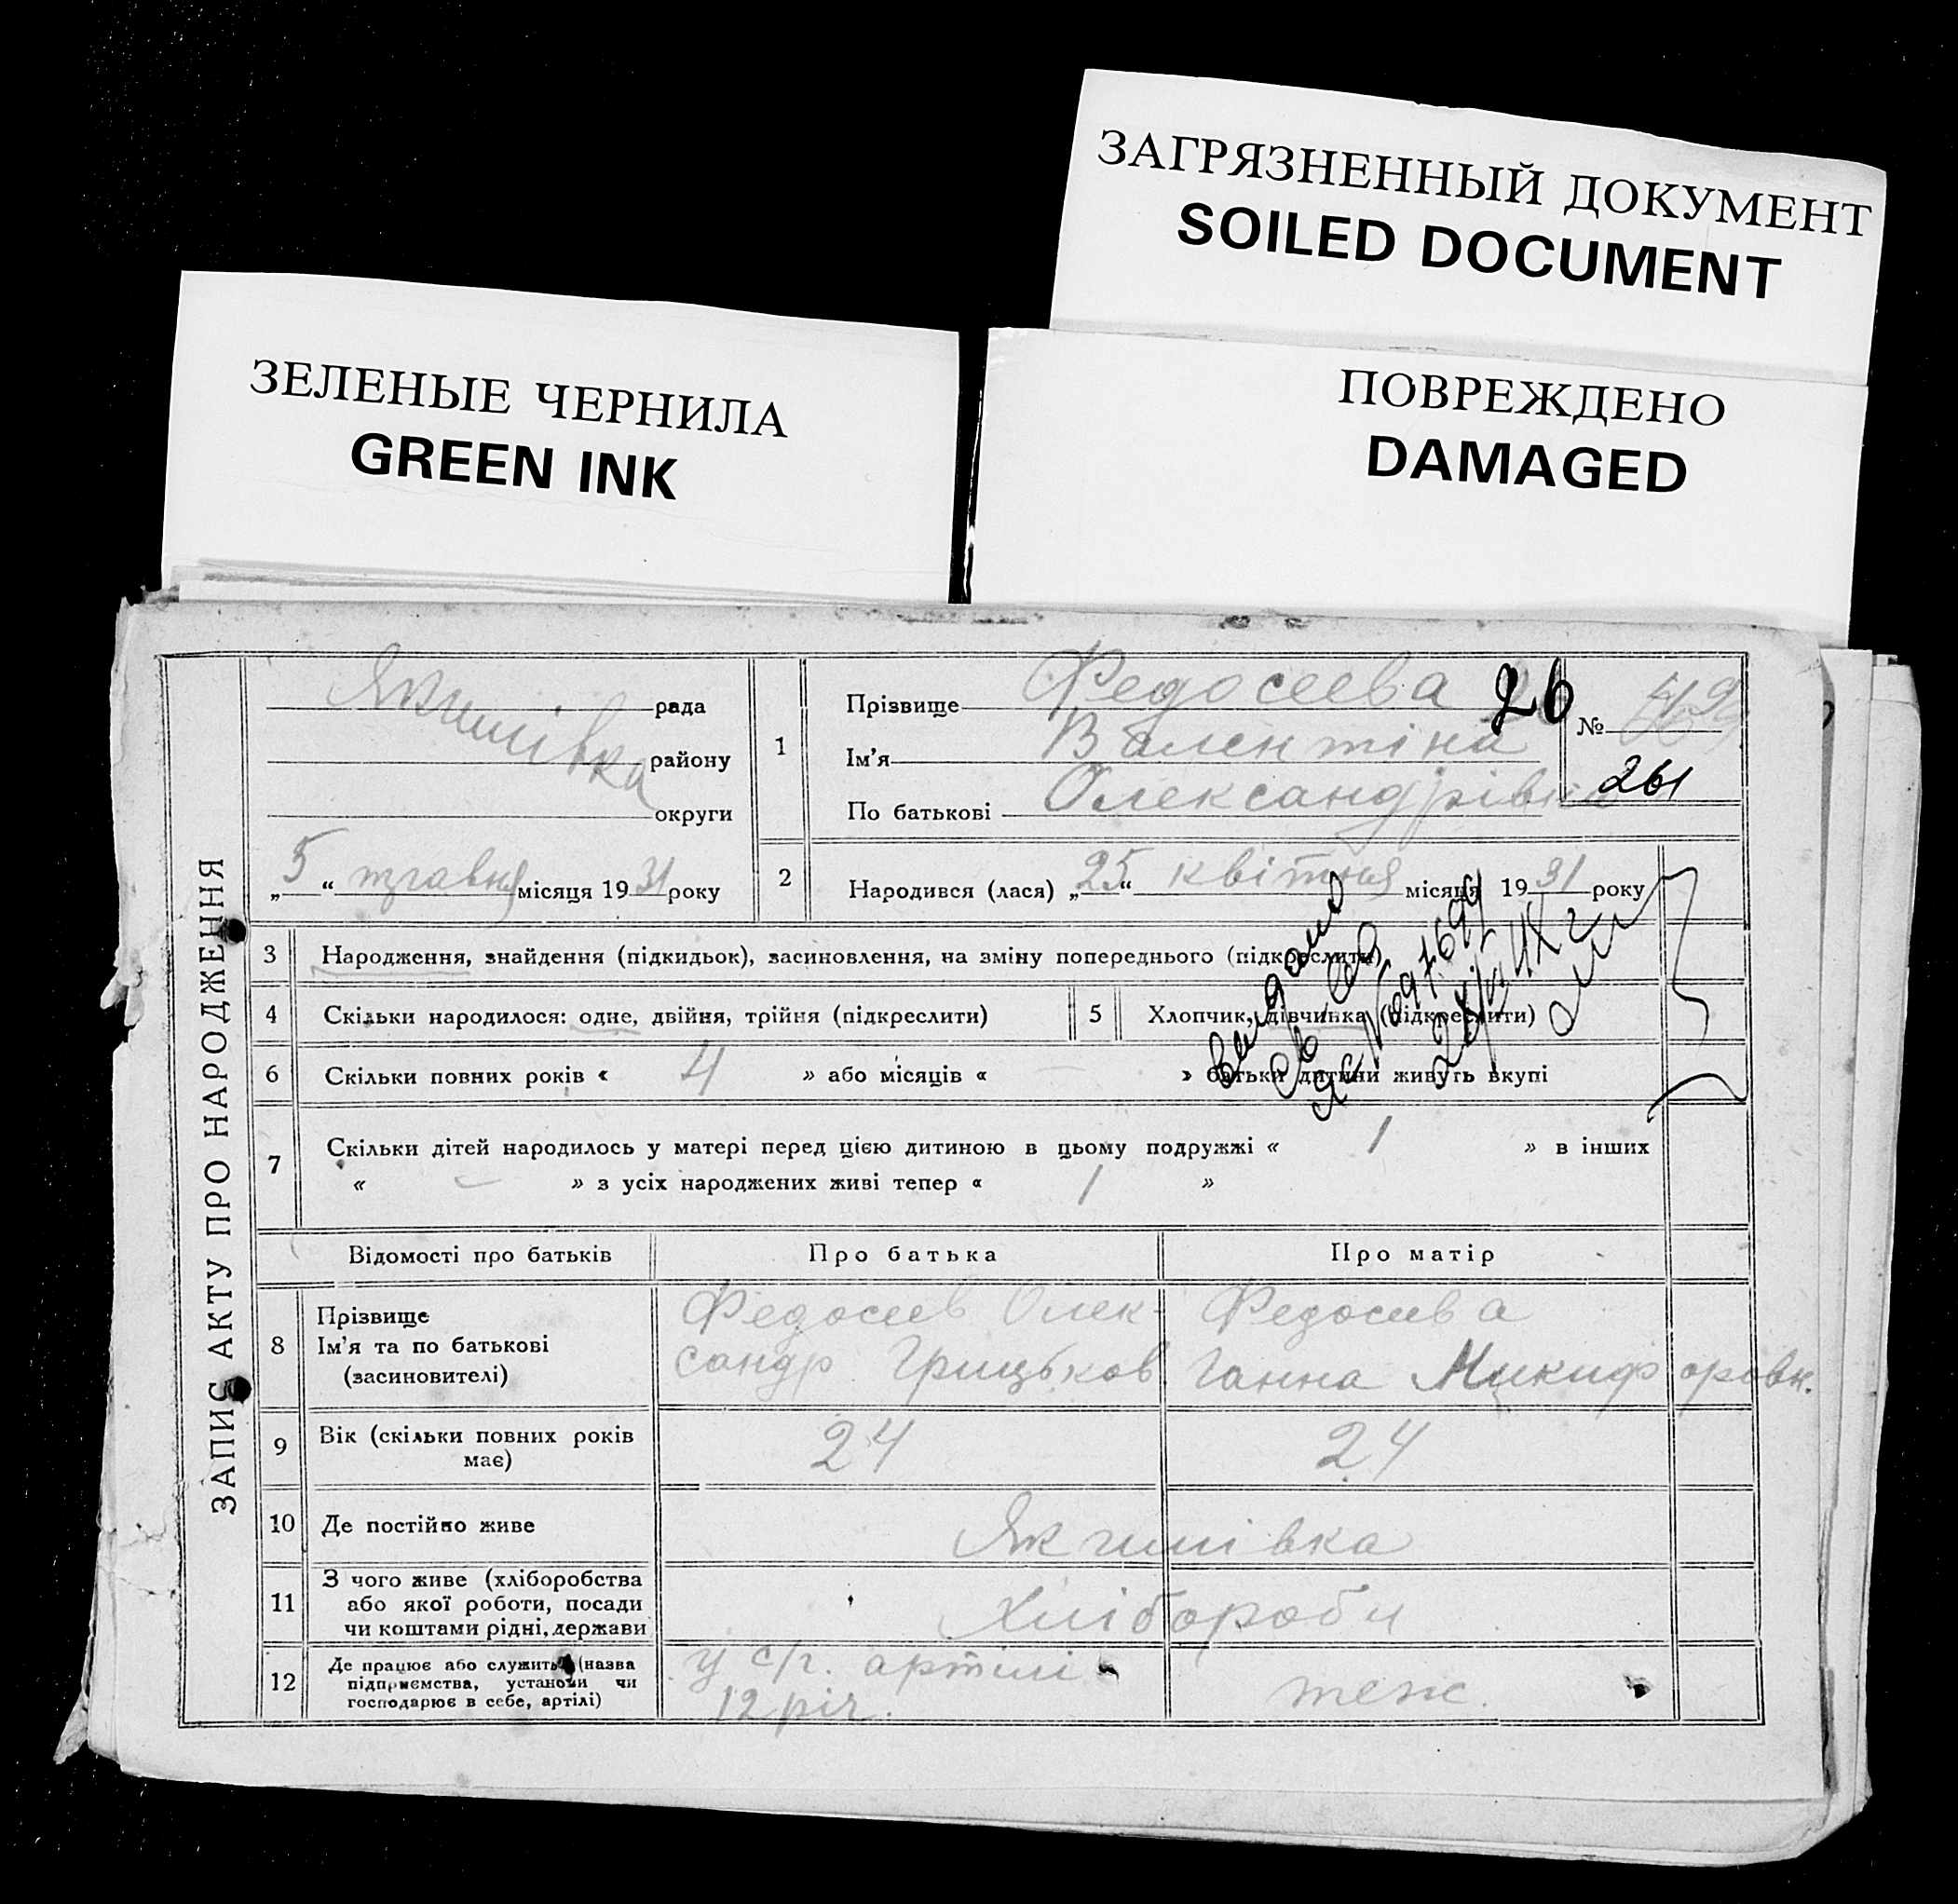 ЗАГРЯЗНЕННЫЙ ДОКУМЕНТ
SOILED DOCUMENT
ЗЕЛЕНЫЕ ЧЕРНИЛА
GREEN INK
ПОВРЕЖДЕНО
DAMAGED
ЗАПИС АКТУ ПРО НАРОДЖЕННЯ
Якимівка
рада
району
округи
„5“ травня місяця 1931 року
1
Прізвище Федосеева
Ім'я Валентіна
По батькові Олександрівна
26
№
261
2
Народився (лася) „25“ квітня місяця 1931 року
3 Народження, знайдення (підкидьок), засиновлення, на зміну попереднього (підкреслити)
4 Скільки народилося: одне, двійня, трійня (підкреслити)
5 Хлопчик, дівчинка (підкреслити)
6 Скільки повних років « 4 » або місяців « — » батьки дитини живуть вкупі
7 Скільки дітей народилось у матері перед цією дитиною в цьому подружжі « 1 » в інших
« — » з усіх народжених живі тепер « 1 »
Відомості про батьків
Про батька
Про матір
8 Прізвище
Ім'я та по батькові
(засиновителі)
Федосеев Олек-
сандр Грицьков
Федосеева
Ганна Микифоровн.
9 Вік (скільки повних років
має)
24
24
10 Де постійно живе
Якимівка
11 З чого живе (хліборобства
або якої роботи, посади
чи коштами рідні, держави
Хлібороби
12 Де працює або служить (назва
підприємства, установи чи
господарює в себе, артілі)
у с/г. артілі
12 річ.
теж.